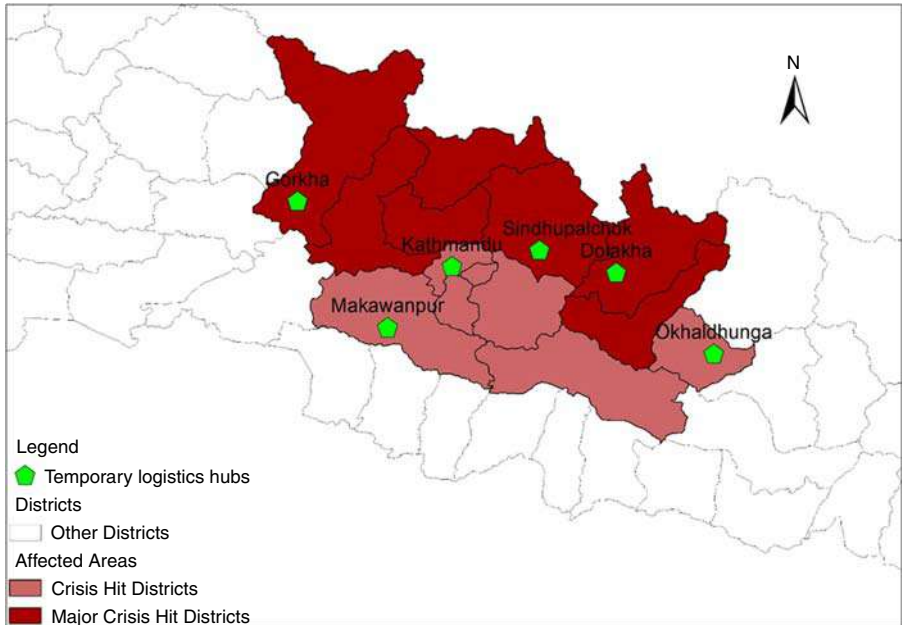 N
Gorkha
Sindhupalchok
Kathmandu
Dolakha
Makawanpur
Okhaldhunga
Legend
Temporary logistics hubs
Districts
Other Districts
Affected Areas
Crisis Hit Districts
Major Crisis Hit Districts